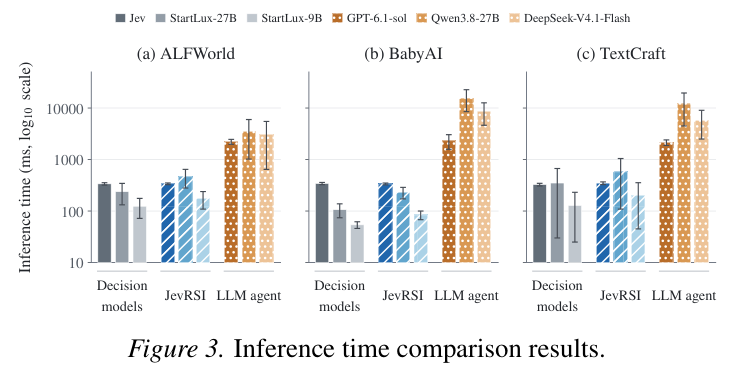 Jev StartLux-27B StartLux-9B GPT-6.1-sol Qwen3.8-27B DeepSeek-V4.1-Flash
(a) ALFWorld (b) BabyAI (c) TextCraft
Inference time (ms, log₁₀ scale)
10000
1000
100
10
Decision models JevRSI LLM agent
Decision models JevRSI LLM agent
Decision models JevRSI LLM agent
Figure 3. Inference time comparison results.